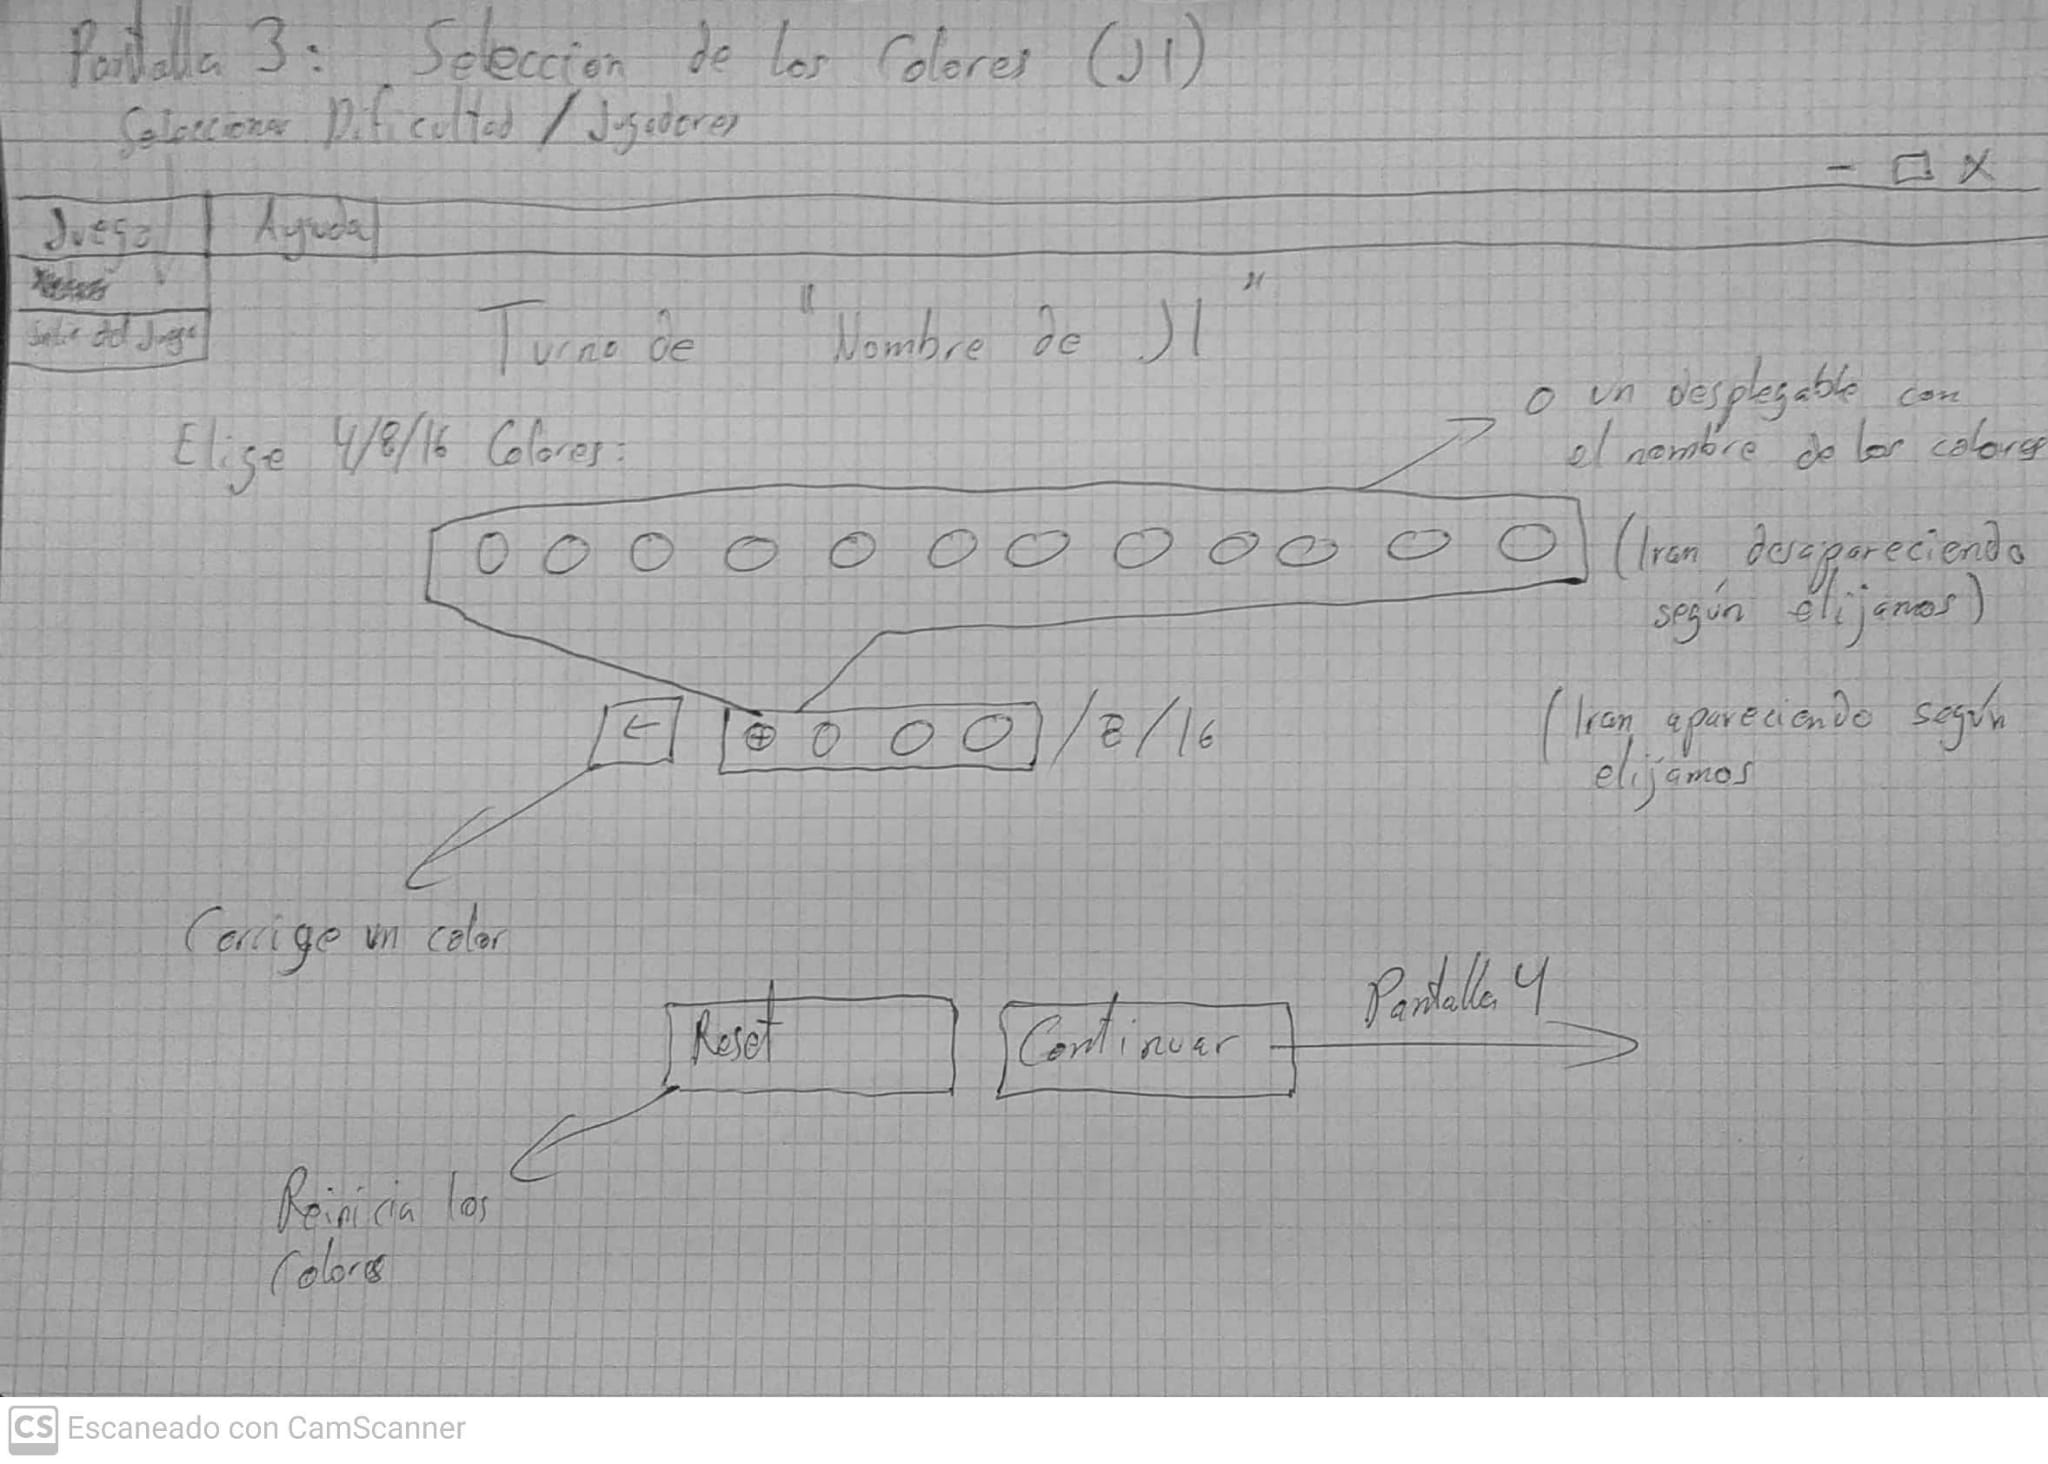 Pantalla 3: Seleccion de los Colores (J1)
Seleccionar Dificultad / Jugadores
- □ X
Juego Ayuda
Salir del Juego
Turno de "Nombre de J1"
o un desplegable con
el nombre de los colores
Elige 4/8/16 Colores:
(Iran desapareciendo
según elijamos)
← / 8 / 16
(Iran apareciendo según
elijamos
Corrige un color
Reset Continuar Pantalla 4
Reinicia los
Colores
CS Escaneado con CamScanner